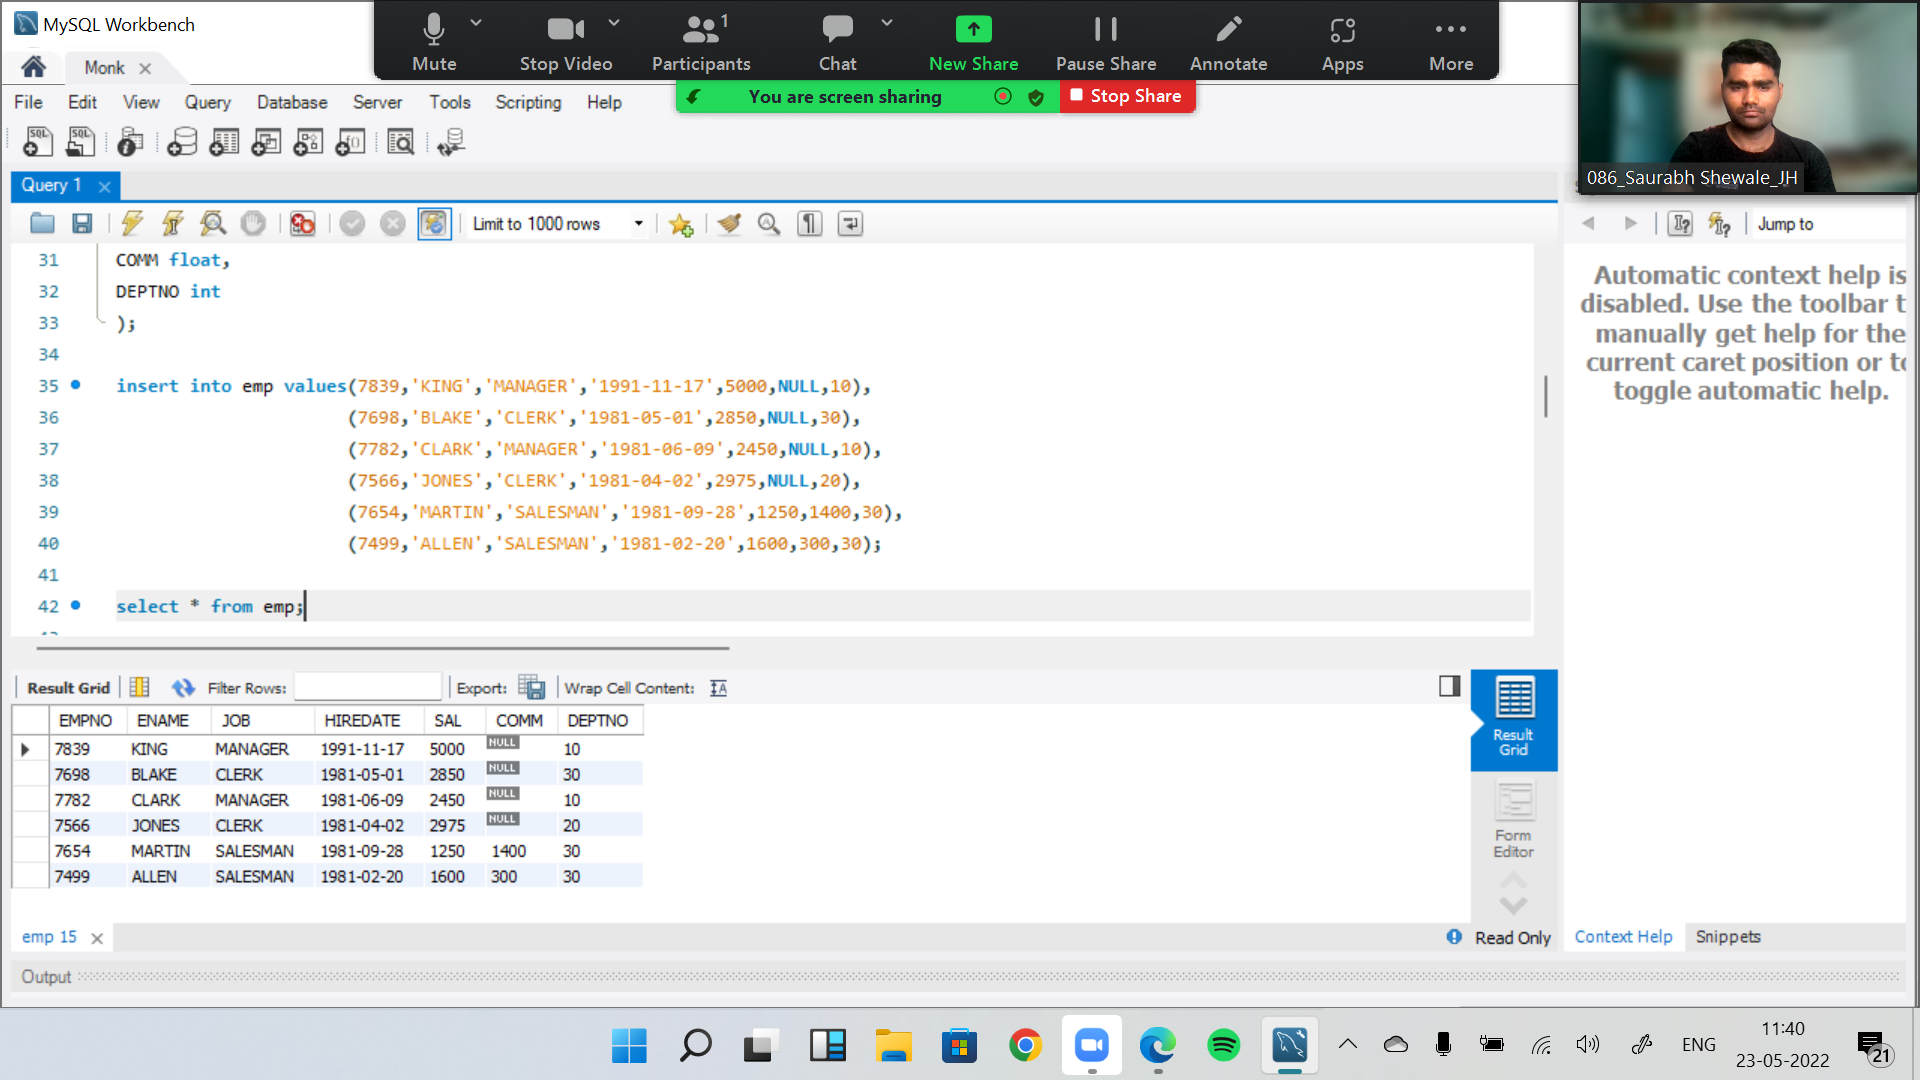 MySQL Workbench
Mute
Stop Video
Participants
1
Chat
New Share
Pause Share
Annotate
Apps
More
You are screen sharing
Stop Share
086_Saurabh Shewale_JH
Monk
File Edit View Query Database Server Tools Scripting Help
Query 1
Limit to 1000 rows
Jump to
31 COMM float,
32 DEPTNO int
33 );
34
35 insert into emp values(7839,'KING','MANAGER','1991-11-17',5000,NULL,10),
36 (7698,'BLAKE','CLERK','1981-05-01',2850,NULL,30),
37 (7782,'CLARK','MANAGER','1981-06-09',2450,NULL,10),
38 (7566,'JONES','CLERK','1981-04-02',2975,NULL,20),
39 (7654,'MARTIN','SALESMAN','1981-09-28',1250,1400,30),
40 (7499,'ALLEN','SALESMAN','1981-02-20',1600,300,30);
41
42 select * from emp;
Automatic context help is
disabled. Use the toolbar t
manually get help for the
current caret position or to
toggle automatic help.
Result Grid Filter Rows: Export: Wrap Cell Content:
EMPNO ENAME JOB HIREDATE SAL COMM DEPTNO
7839 KING MANAGER 1991-11-17 5000 NULL 10
7698 BLAKE CLERK 1981-05-01 2850 NULL 30
7782 CLARK MANAGER 1981-06-09 2450 NULL 10
7566 JONES CLERK 1981-04-02 2975 NULL 20
7654 MARTIN SALESMAN 1981-09-28 1250 1400 30
7499 ALLEN SALESMAN 1981-02-20 1600 300 30
Result
Grid
Form
Editor
emp 15
Read Only
Context Help
Snippets
Output
ENG
11:40
23-05-2022
21